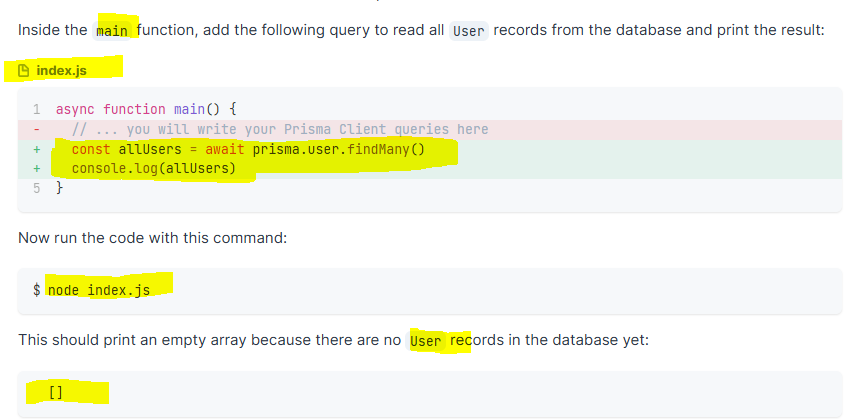 Inside the main function, add the following query to read all User records from the database and print the result:
index.js
1 async function main() {
- // ... you will write your Prisma Client queries here
+ const allUsers = await prisma.user.findMany()
+ console.log(allUsers)
5 }
Now run the code with this command:
$ node index.js
This should print an empty array because there are no User records in the database yet:
[]